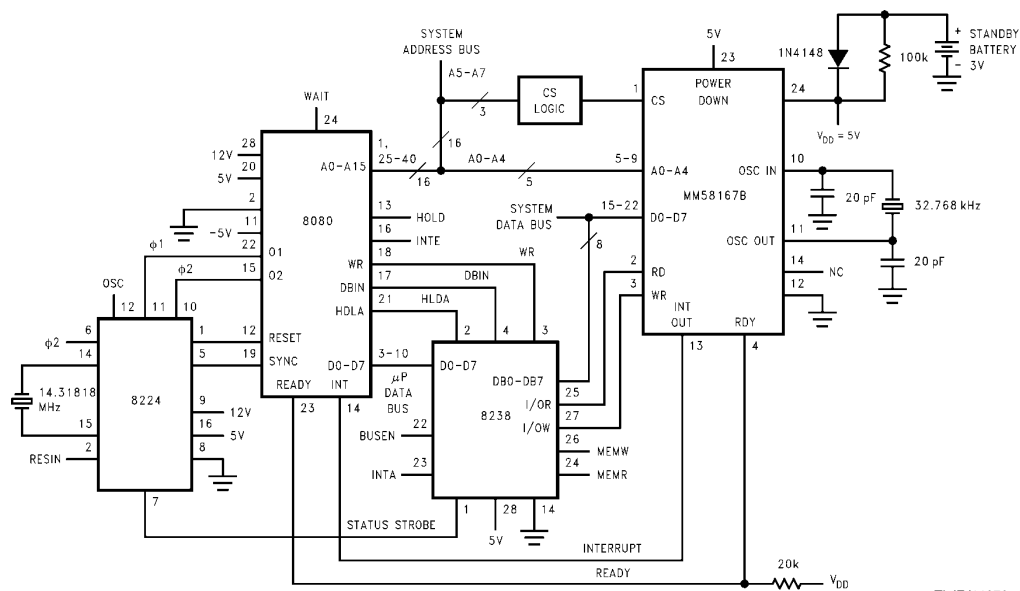 SYSTEM
ADDRESS BUS
A5-A7
3
16
CS
LOGIC
5V
23
1N4148
100k
+ STANDBY
BATTERY
- 3V
1
CS
POWER
DOWN
24
V_DD = 5V
WAIT
24
28
12V
20
5V
2
11
-5V
22
O1
15
O2
8080
1,
25-40
A0-A15
16
A0-A4
5
5-9
A0-A4
MM58167B
OSC IN
10
20 pF
32.768 kHz
OSC OUT
11
20 pF
14
NC
12
13
HOLD
16
INTE
18
WR
WR
17
DBIN
DBIN
21
HDLA
HLDA
SYSTEM
DATA BUS
15-22
D0-D7
8
2
RD
3
WR
INT
OUT
13
RDY
4
ϕ1
ϕ2
OSC
12
11
10
6
ϕ2
14
14.31818
MHz
15
2
RESIN
8224
1
12
RESET
5
19
SYNC
9
12V
16
5V
8
7
READY
23
INT
14
D0-D7
3-10
μP
DATA
BUS
2
4
3
D0-D7
DB0-DB7
8238
25
I/OR
27
I/OW
26
MEMW
24
MEMR
22
BUSEN
23
INTA
1
28
5V
14
STATUS STROBE
INTERRUPT
READY
20k
V_DD